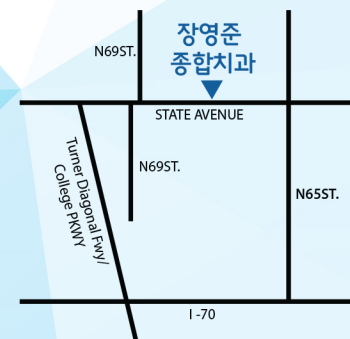 N69ST.
장영준
종합치과
STATE AVENUE
N69ST.
Turner Diagonal Fwy/
College PKWY
N65ST.
I -70